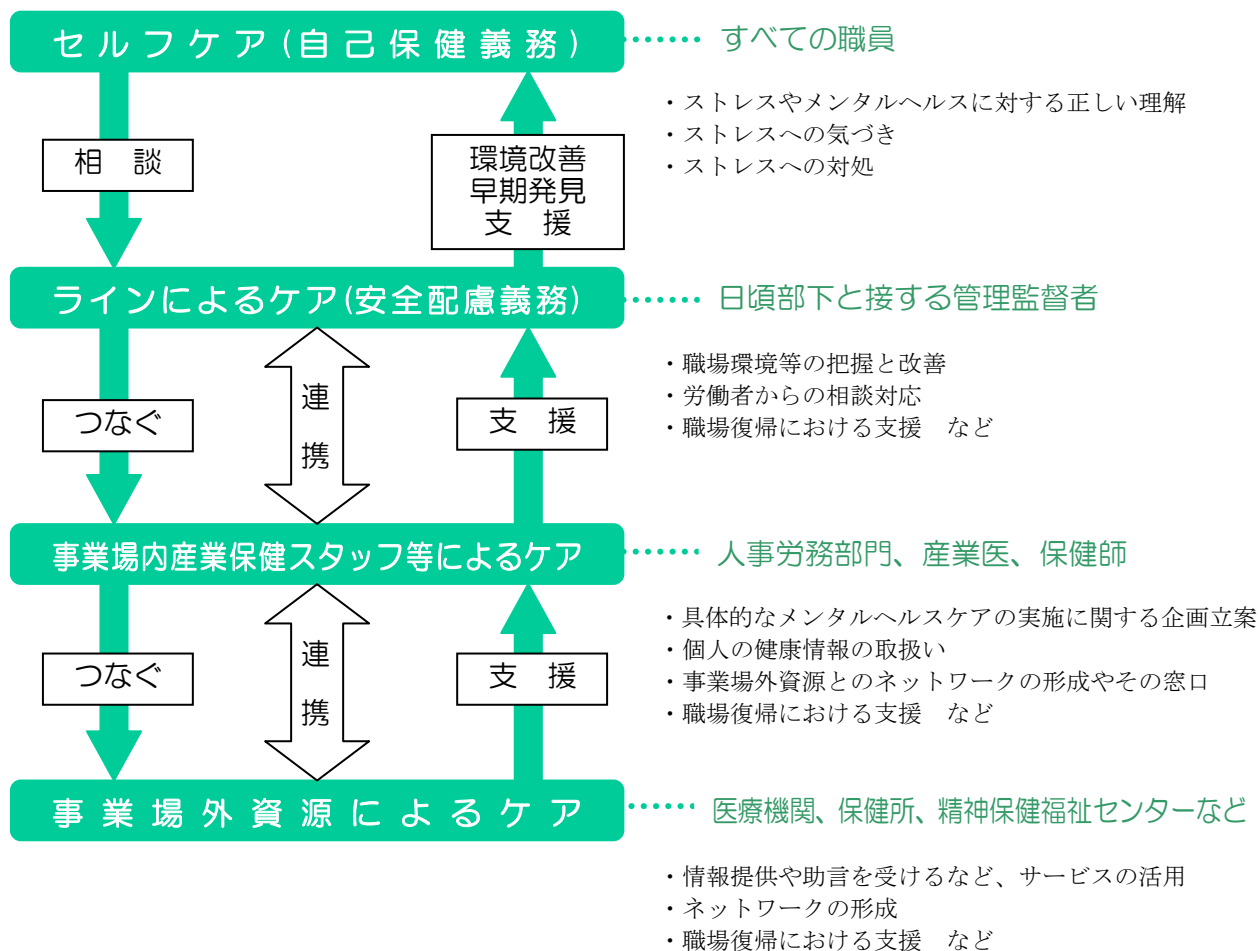 セルフケア(自己保健義務)
すべての職員
・ストレスやメンタルヘルスに対する正しい理解
・ストレスへの気づき
・ストレスへの対処
相 談
環境改善
早期発見
支 援
ラインによるケア(安全配慮義務)
日頃部下と接する管理監督者
・職場環境等の把握と改善
・労働者からの相談対応
・職場復帰における支援 など
つなぐ
連携
支 援
事業場内産業保健スタッフ等によるケア
人事労務部門、産業医、保健師
・具体的なメンタルヘルスケアの実施に関する企画立案
・個人の健康情報の取扱い
・事業場外資源とのネットワークの形成やその窓口
・職場復帰における支援 など
つなぐ
連携
支 援
事業場外資源によるケア
医療機関、保健所、精神保健福祉センターなど
・情報提供や助言を受けるなど、サービスの活用
・ネットワークの形成
・職場復帰における支援 など